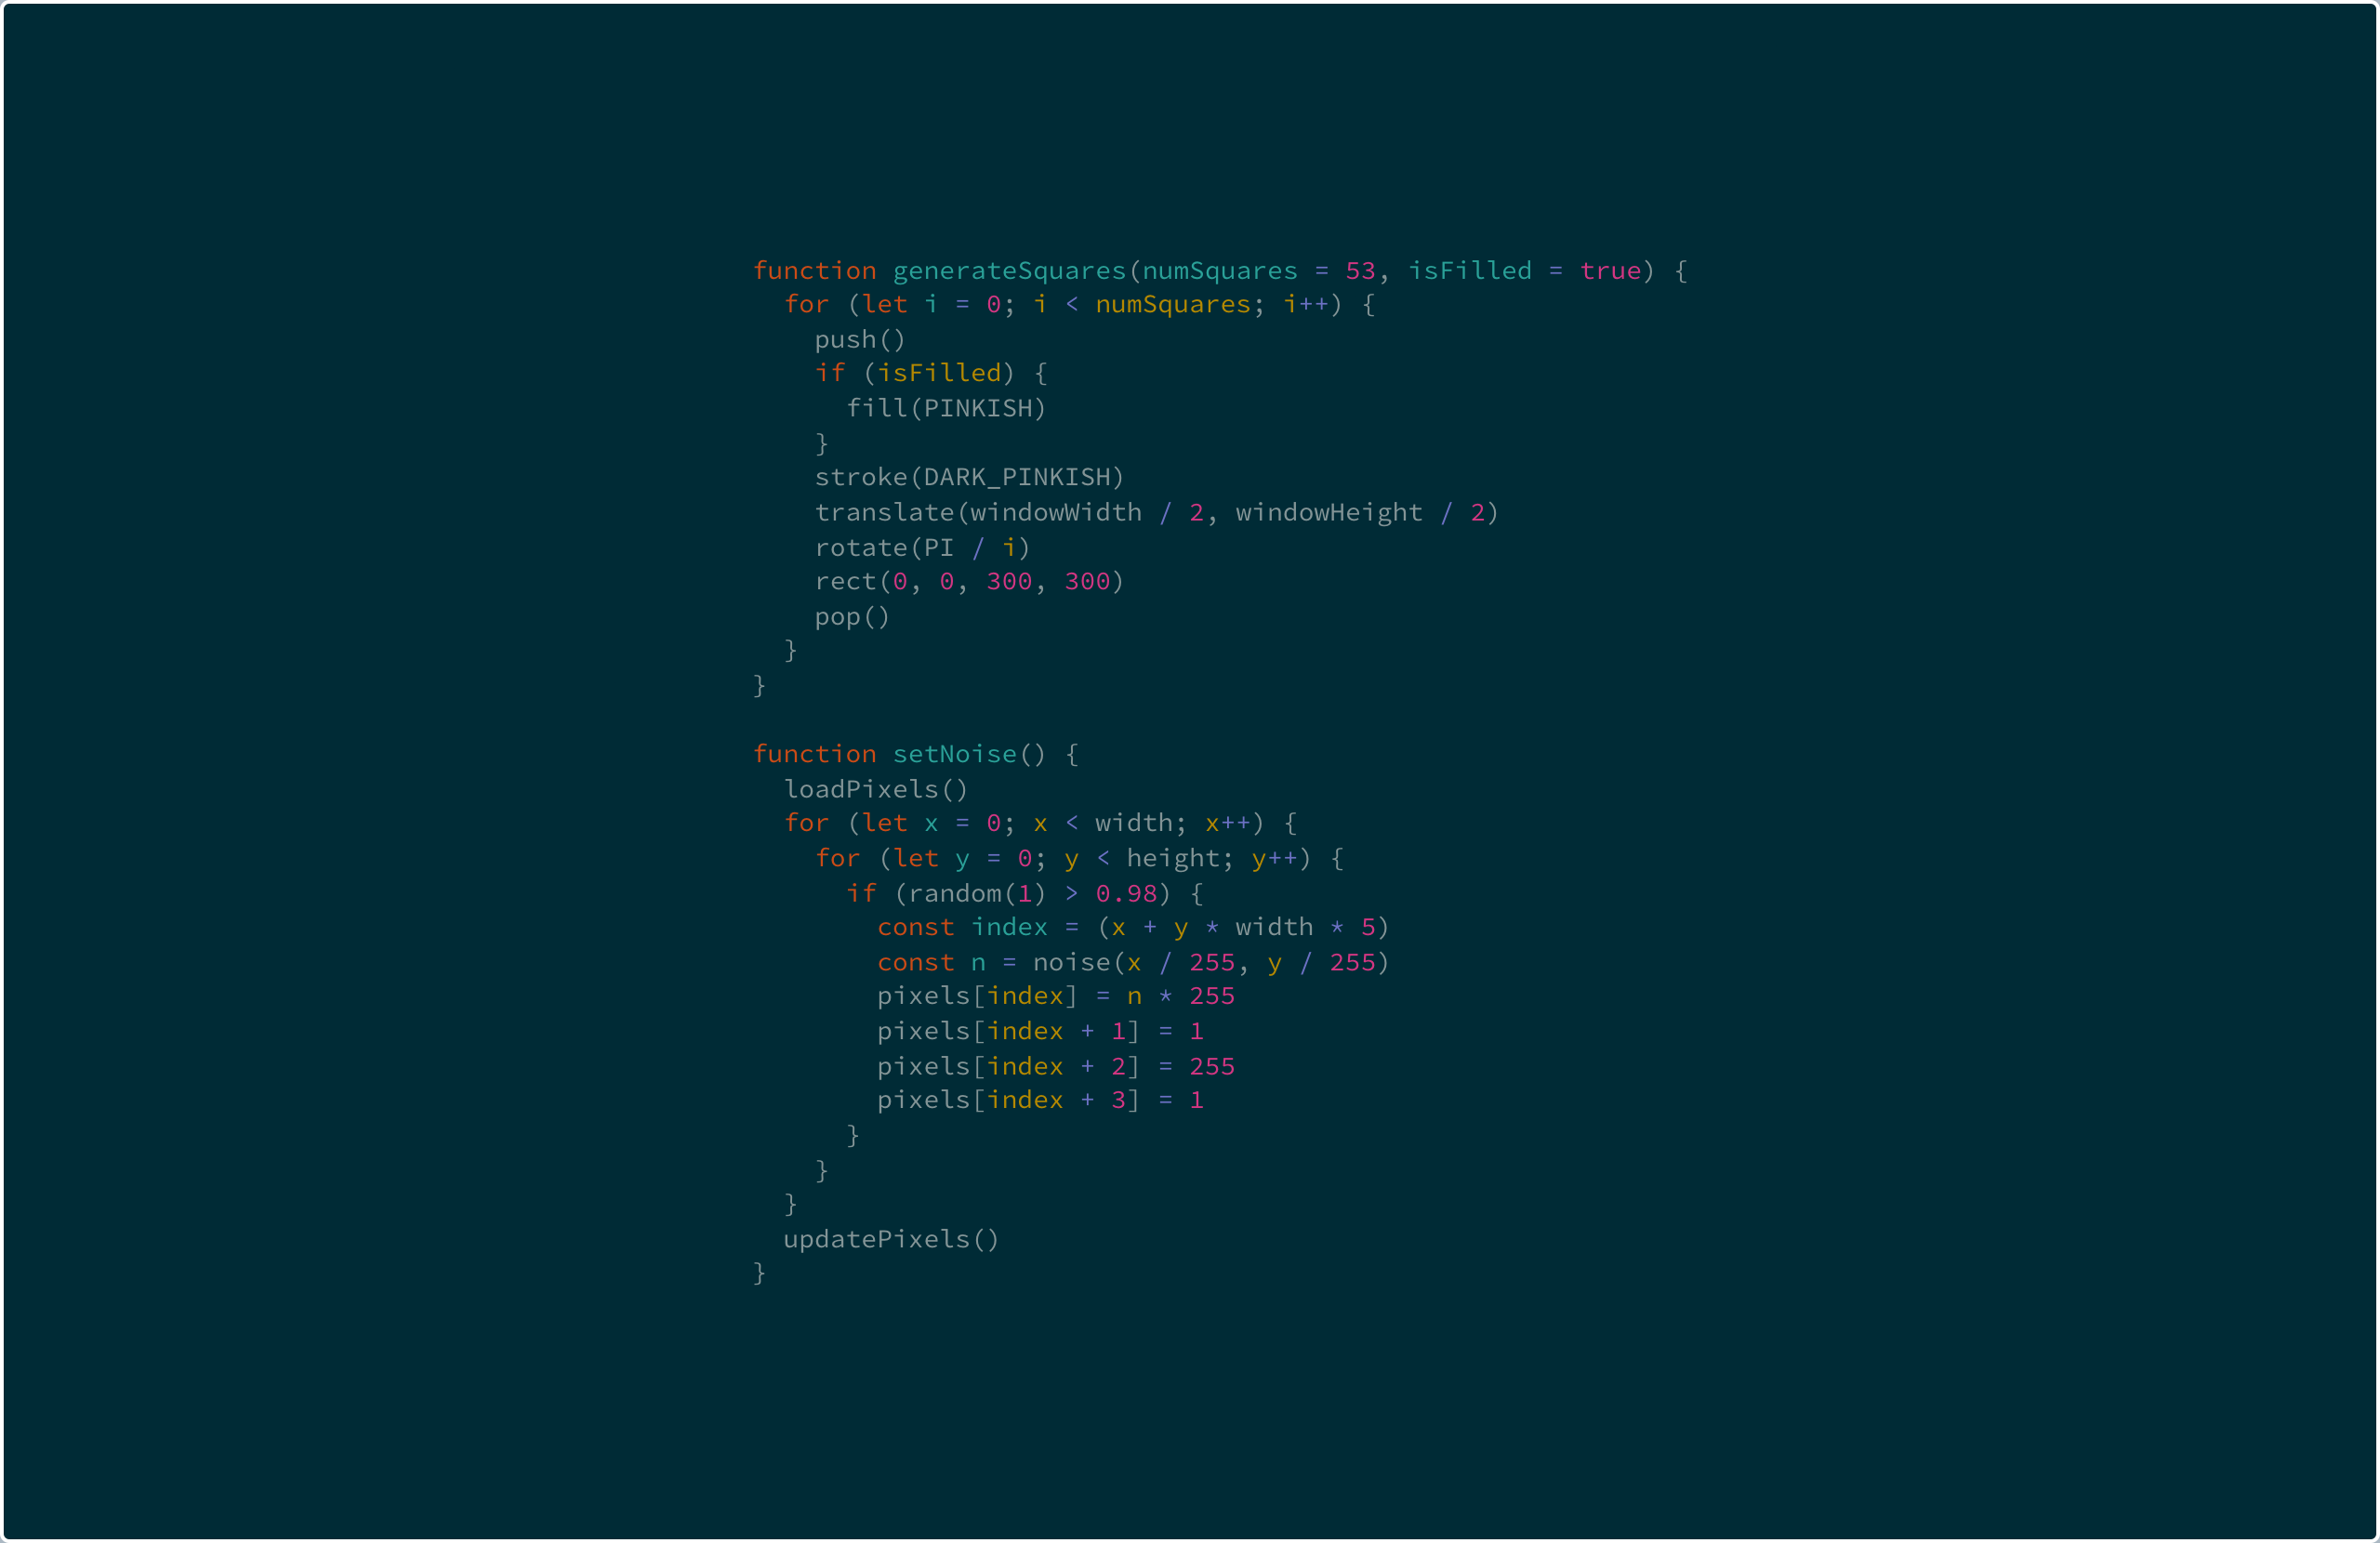 function generateSquares(numSquares = 53, isFilled = true) {
  for (let i = 0; i < numSquares; i++) {
    push()
    if (isFilled) {
      fill(PINKISH)
    }
    stroke(DARK_PINKISH)
    translate(windowWidth / 2, windowHeight / 2)
    rotate(PI / i)
    rect(0, 0, 300, 300)
    pop()
  }
}

function setNoise() {
  loadPixels()
  for (let x = 0; x < width; x++) {
    for (let y = 0; y < height; y++) {
      if (random(1) > 0.98) {
        const index = (x + y * width * 5)
        const n = noise(x / 255, y / 255)
        pixels[index] = n * 255
        pixels[index + 1] = 1
        pixels[index + 2] = 255
        pixels[index + 3] = 1
      }
    }
  }
  updatePixels()
}